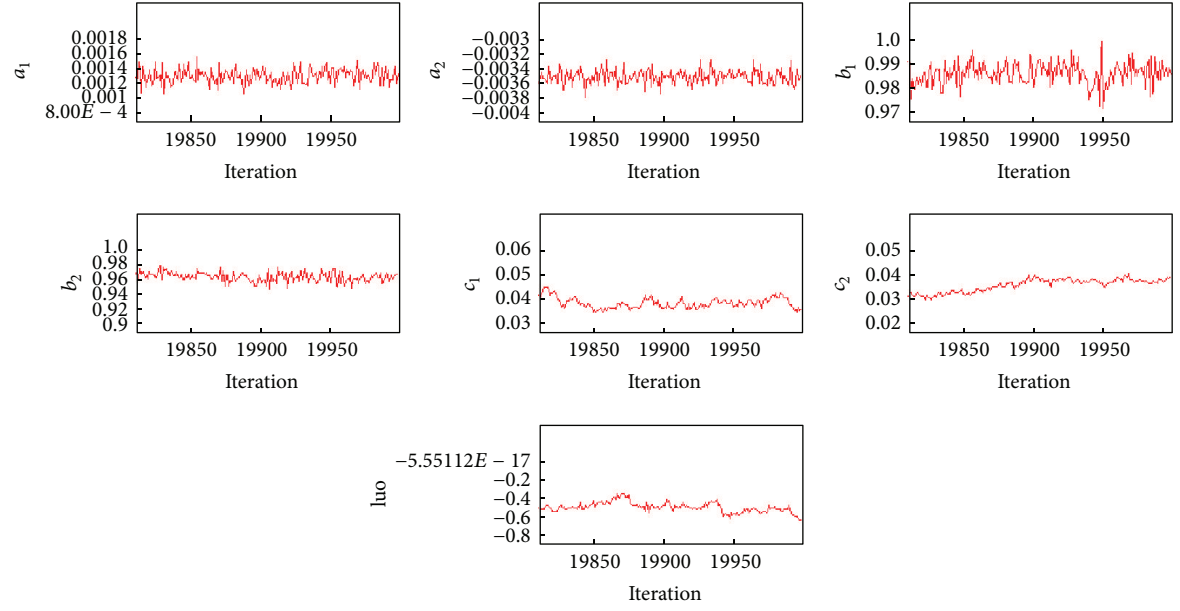 a₁
0.0018
0.0016
0.0014
0.0012
0.001
8.00E − 4
19850 19900 19950
Iteration
a₂
−0.003
−0.0032
−0.0034
−0.0036
−0.0038
−0.004
19850 19900 19950
Iteration
b₁
1.0
0.99
0.98
0.97
19850 19900 19950
Iteration
b₂
1.0
0.98
0.96
0.94
0.92
0.9
19850 19900 19950
Iteration
c₁
0.06
0.05
0.04
0.03
19850 19900 19950
Iteration
c₂
0.05
0.04
0.03
0.02
19850 19900 19950
Iteration
luo
−5.55112E − 17
−0.2
−0.4
−0.6
−0.8
19850 19900 19950
Iteration